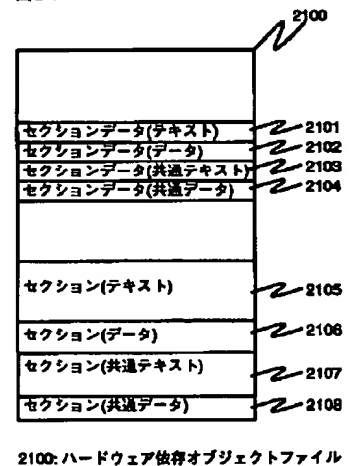 2100
セクションデータ(テキスト)
2101
セクションデータ(データ)
2102
セクションデータ(共通テキスト)
2103
セクションデータ(共通データ)
2104
セクション(テキスト)
2105
セクション(データ)
2106
セクション(共通テキスト)
2107
セクション(共通データ)
2108
2100: ハードウェア依存オブジェクトファイル